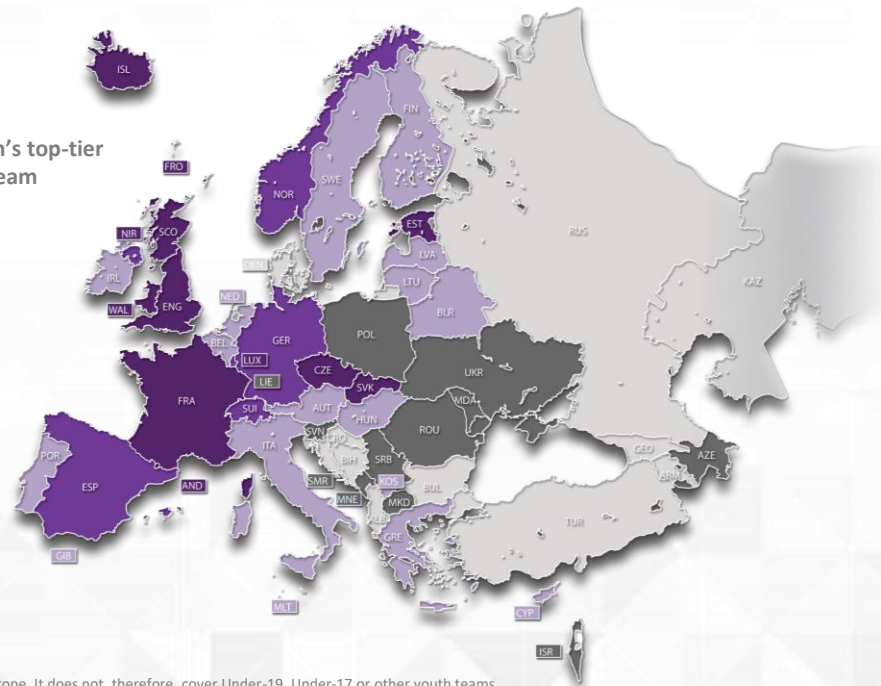 ISL
n's top-tier
eam
FRO
FIN
SWE
NOR
NIR
SCO
EST
RUS
IRL
DEN
LVA
LTU
KAZ
WAL
ENG
NED
BLR
BEL
GER
POL
LUX
LIE
CZE
UKR
SVK
FRA
SUI
AUT
HUN
MDA
ROU
SVN
CRO
ITA
BIH
SRB
GEO
AZE
POR
ESP
AND
SMR
KOS
BUL
ARM
MNE
MKD
ALB
TUR
GRE
GIB
MLT
CYP
ISR
rope. It does not, therefore, cover Under-19, Under-17 or other youth teams